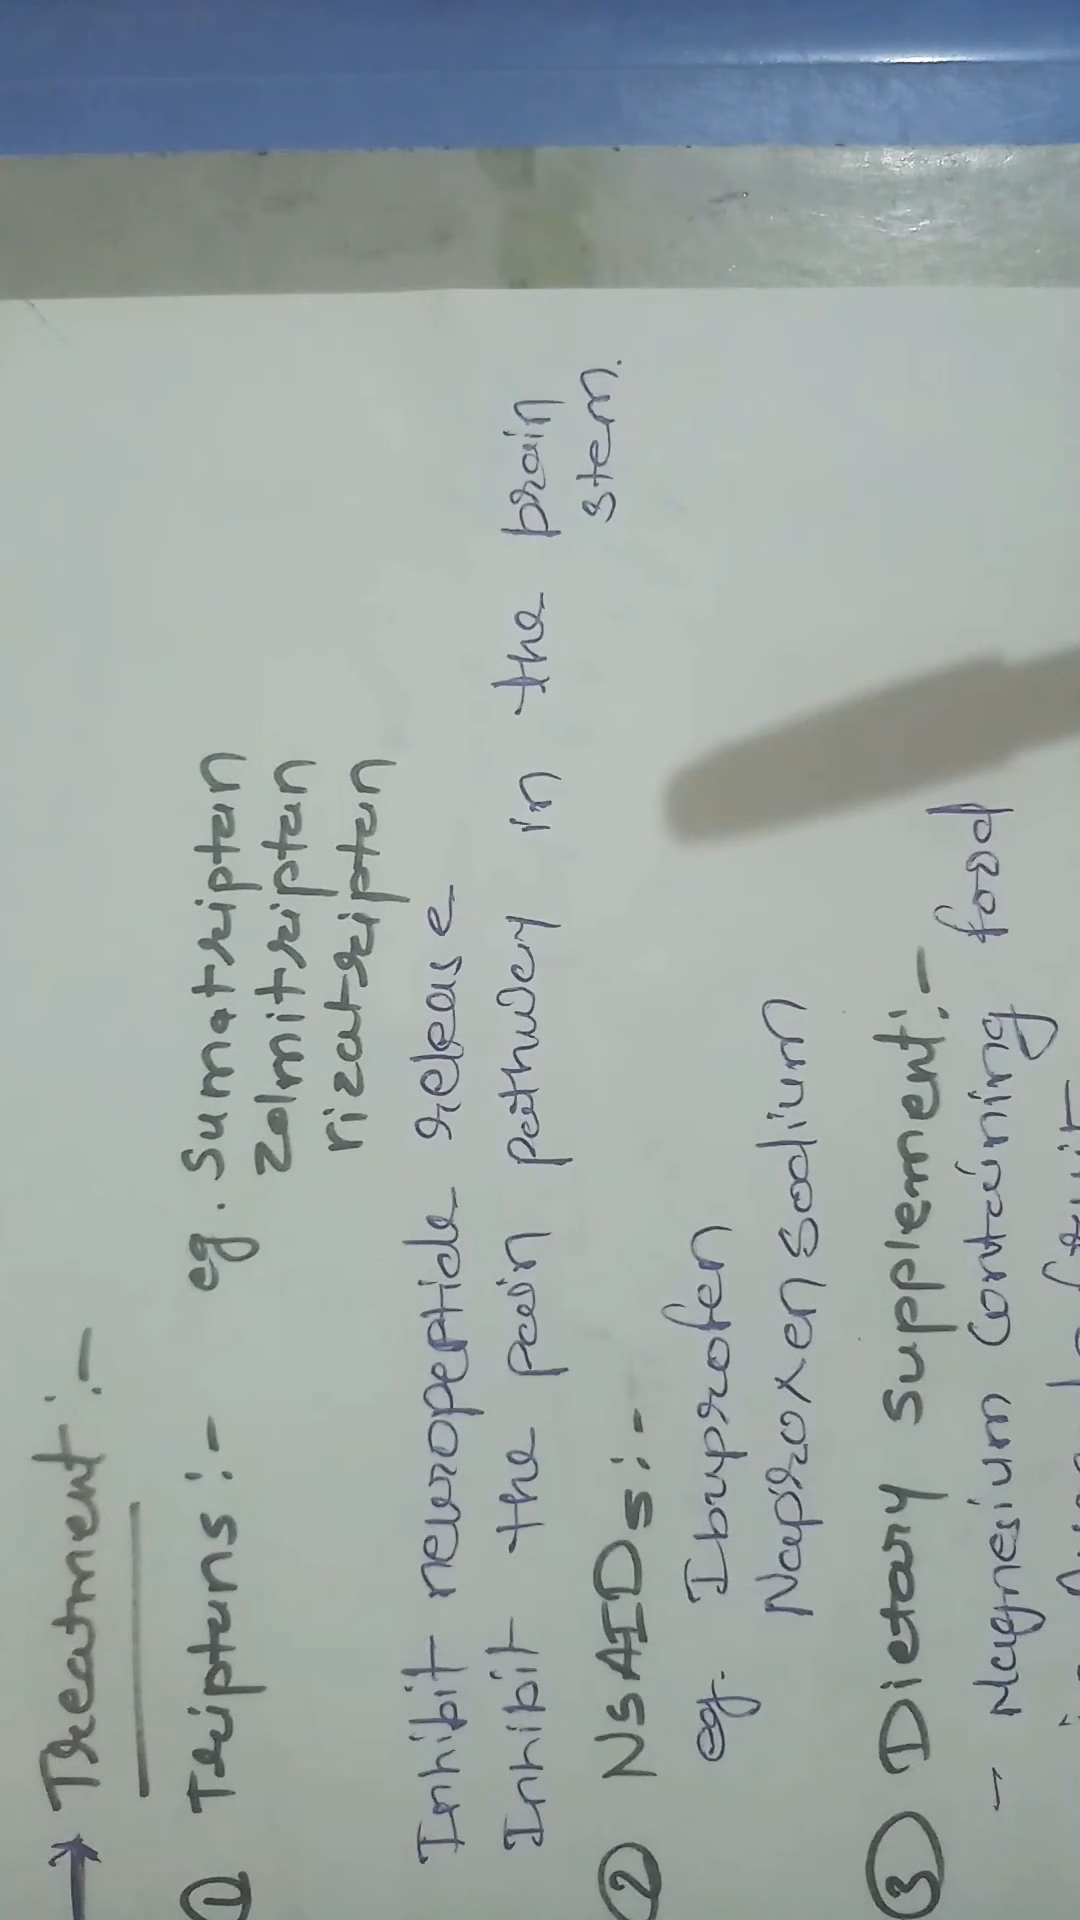 → Treatment:-
① Triptans:- eg. Sumatriptan
Zolmitriptan
rizatriptan
Inhibit neuropeptide release
Inhibit the pain pathway in the brain
stem.
② NSAIDs:-
eg. Ibuprofen
Naproxen sodium
③ Dietary supplement:-
- Magnesium containing food